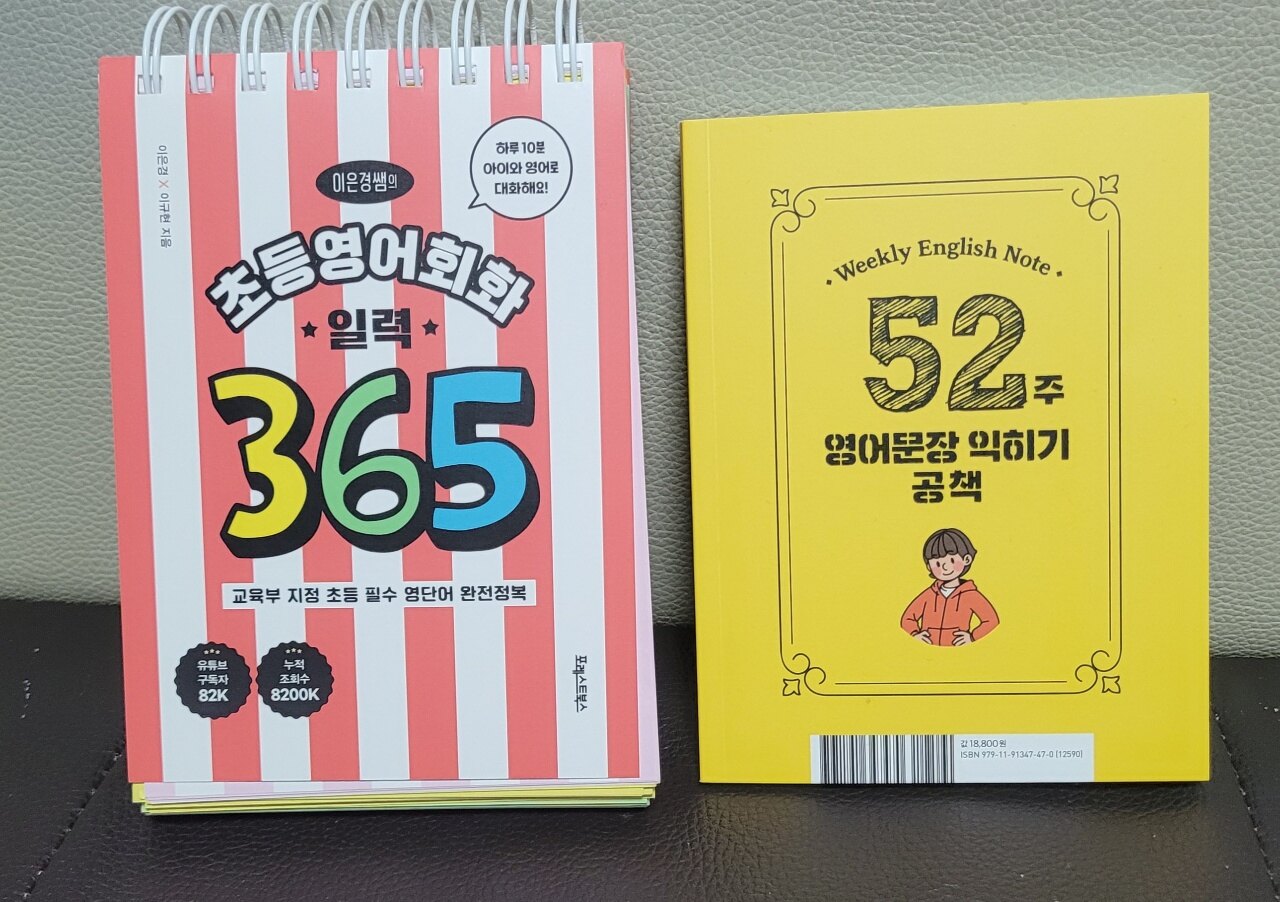 이은경 X 이규현 지음
하루 10분
아이와 영어로
대화해요!
이은경쌤의
초등영어회화
일력
365
교육부 지정 초등 필수 영단어 완전정복
유튜브
구독자
82K
누적
조회수
8200K
포레스트북스
Weekly English Note
52주
영어문장 익히기
공책
값 18,800원
ISBN 979-11-91347-47-0 (12590)